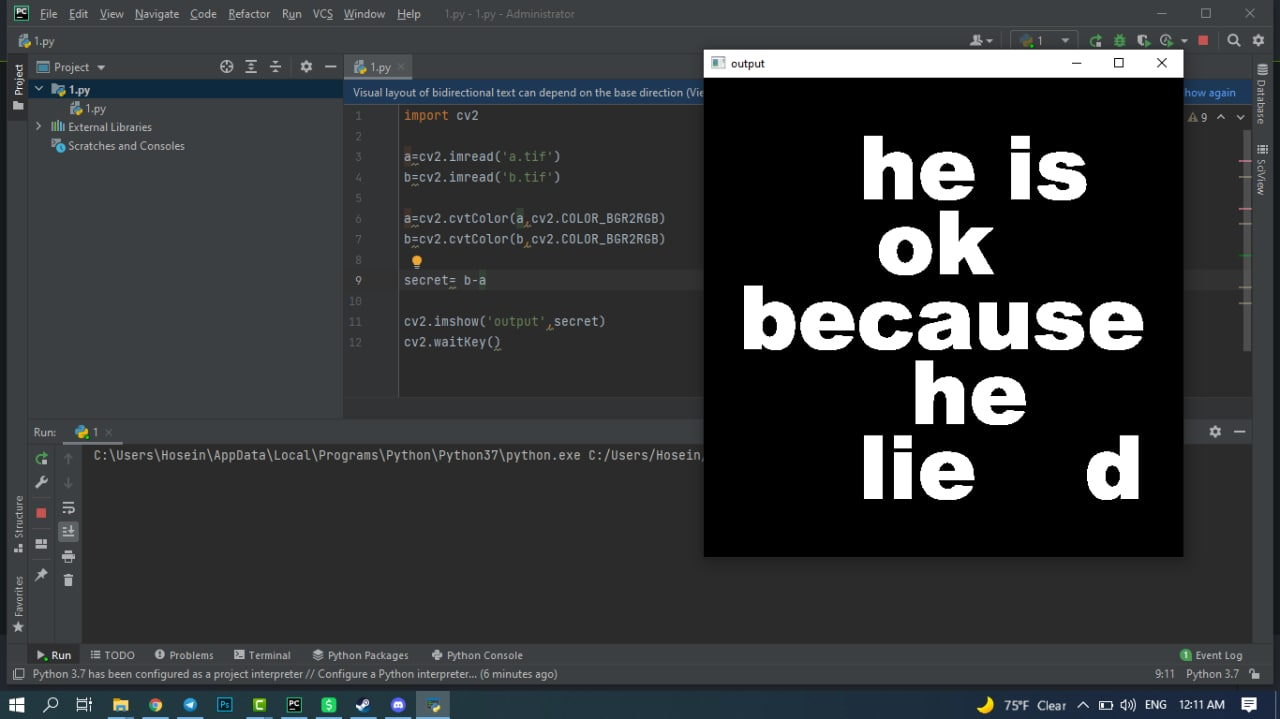 File Edit View Navigate Code Refactor Run VCS Window Help 1.py - 1.py - Administrator
1.py
1
Project
1.py
Visual layout of bidirectional text can depend on the base direction (Vie
how again
1.py
1.py
External Libraries
Scratches and Consoles
9
1 import cv2
2
3 a=cv2.imread('a.tif')
4 b=cv2.imread('b.tif')
5
6 a=cv2.cvtColor(a,cv2.COLOR_BGR2RGB)
7 b=cv2.cvtColor(b,cv2.COLOR_BGR2RGB)
8
9 secret= b-a
10
11 cv2.imshow('output',secret)
12 cv2.waitKey()
output
he is
ok
because
he
lie d
Run: 1
C:\Users\Hosein\AppData\Local\Programs\Python\Python37\python.exe C:/Users/Hosein/
Project
Structure
Favorites
Database
SciView
Run TODO Problems Terminal Python Packages Python Console 1 Event Log
Python 3.7 has been configured as a project interpreter // Configure a Python interpreter... (6 minutes ago) 9:11 Python 3.7
75°F Clear ENG 12:11 AM